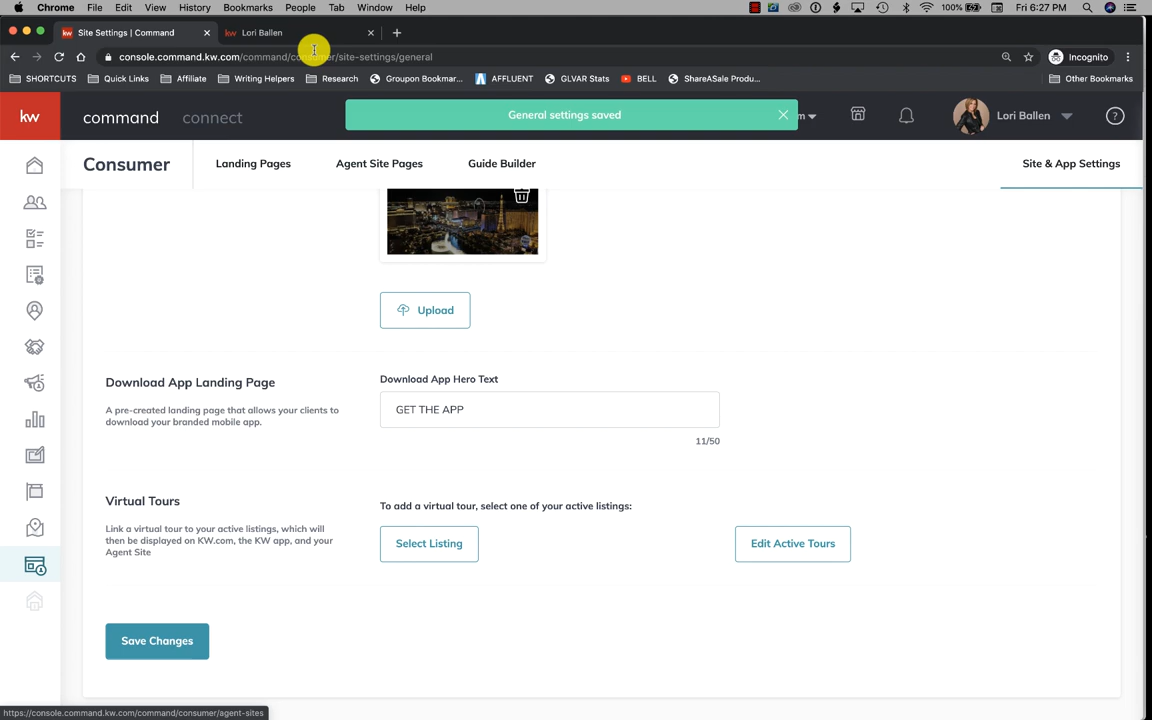 Chrome File Edit View History Bookmarks People Tab Window Help
100% Fri 6:27 PM
Site Settings | Command
Lori Ballen
console.command.kw.com/command/consumer/site-settings/general
Incognito
SHORTCUTS Quick Links Affiliate Writing Helpers Research Groupon Bookmar... AFFLUENT GLVAR Stats BELL ShareASale Produ... Other Bookmarks
kw command connect
General settings saved
Lori Ballen
Consumer Landing Pages Agent Site Pages Guide Builder Site & App Settings
Upload
Download App Landing Page
A pre-created landing page that allows your clients to
download your branded mobile app.
Download App Hero Text
GET THE APP
11/50
Virtual Tours
Link a virtual tour to your active listings, which will
then be displayed on KW.com, the KW app, and your
Agent Site
To add a virtual tour, select one of your active listings:
Select Listing
Edit Active Tours
Save Changes
https://console.command.kw.com/command/consumer/agent-sites